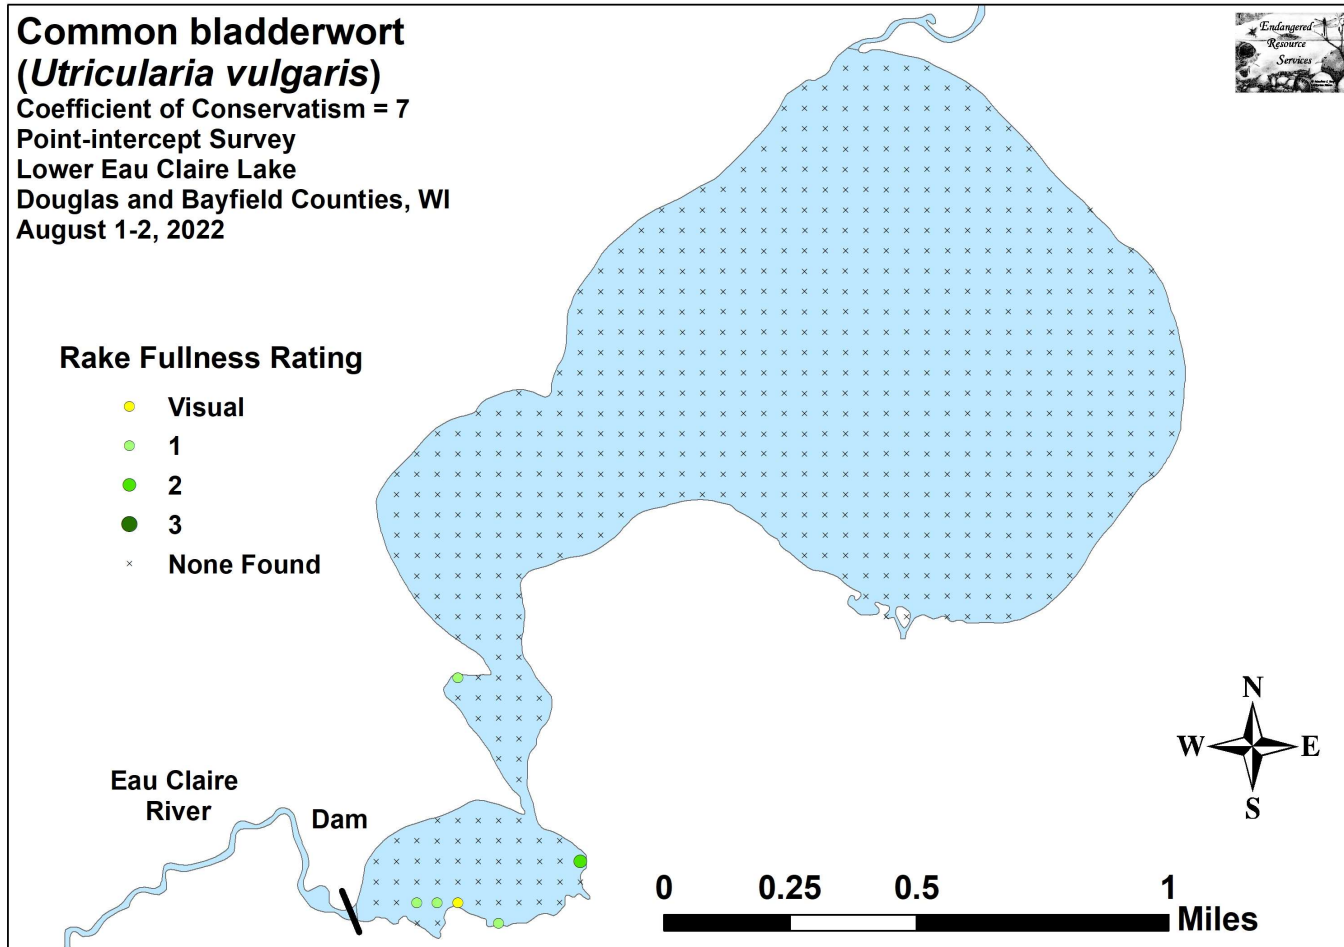 Common bladderwort
(Utricularia vulgaris)
Coefficient of Conservatism = 7
Point-intercept Survey
Lower Eau Claire Lake
Douglas and Bayfield Counties, WI
August 1-2, 2022
Endangered
Resource
Services
Rake Fullness Rating
Visual
1
2
3
None Found
N
W E
S
Eau Claire
River
Dam
0 0.25 0.5 1
Miles